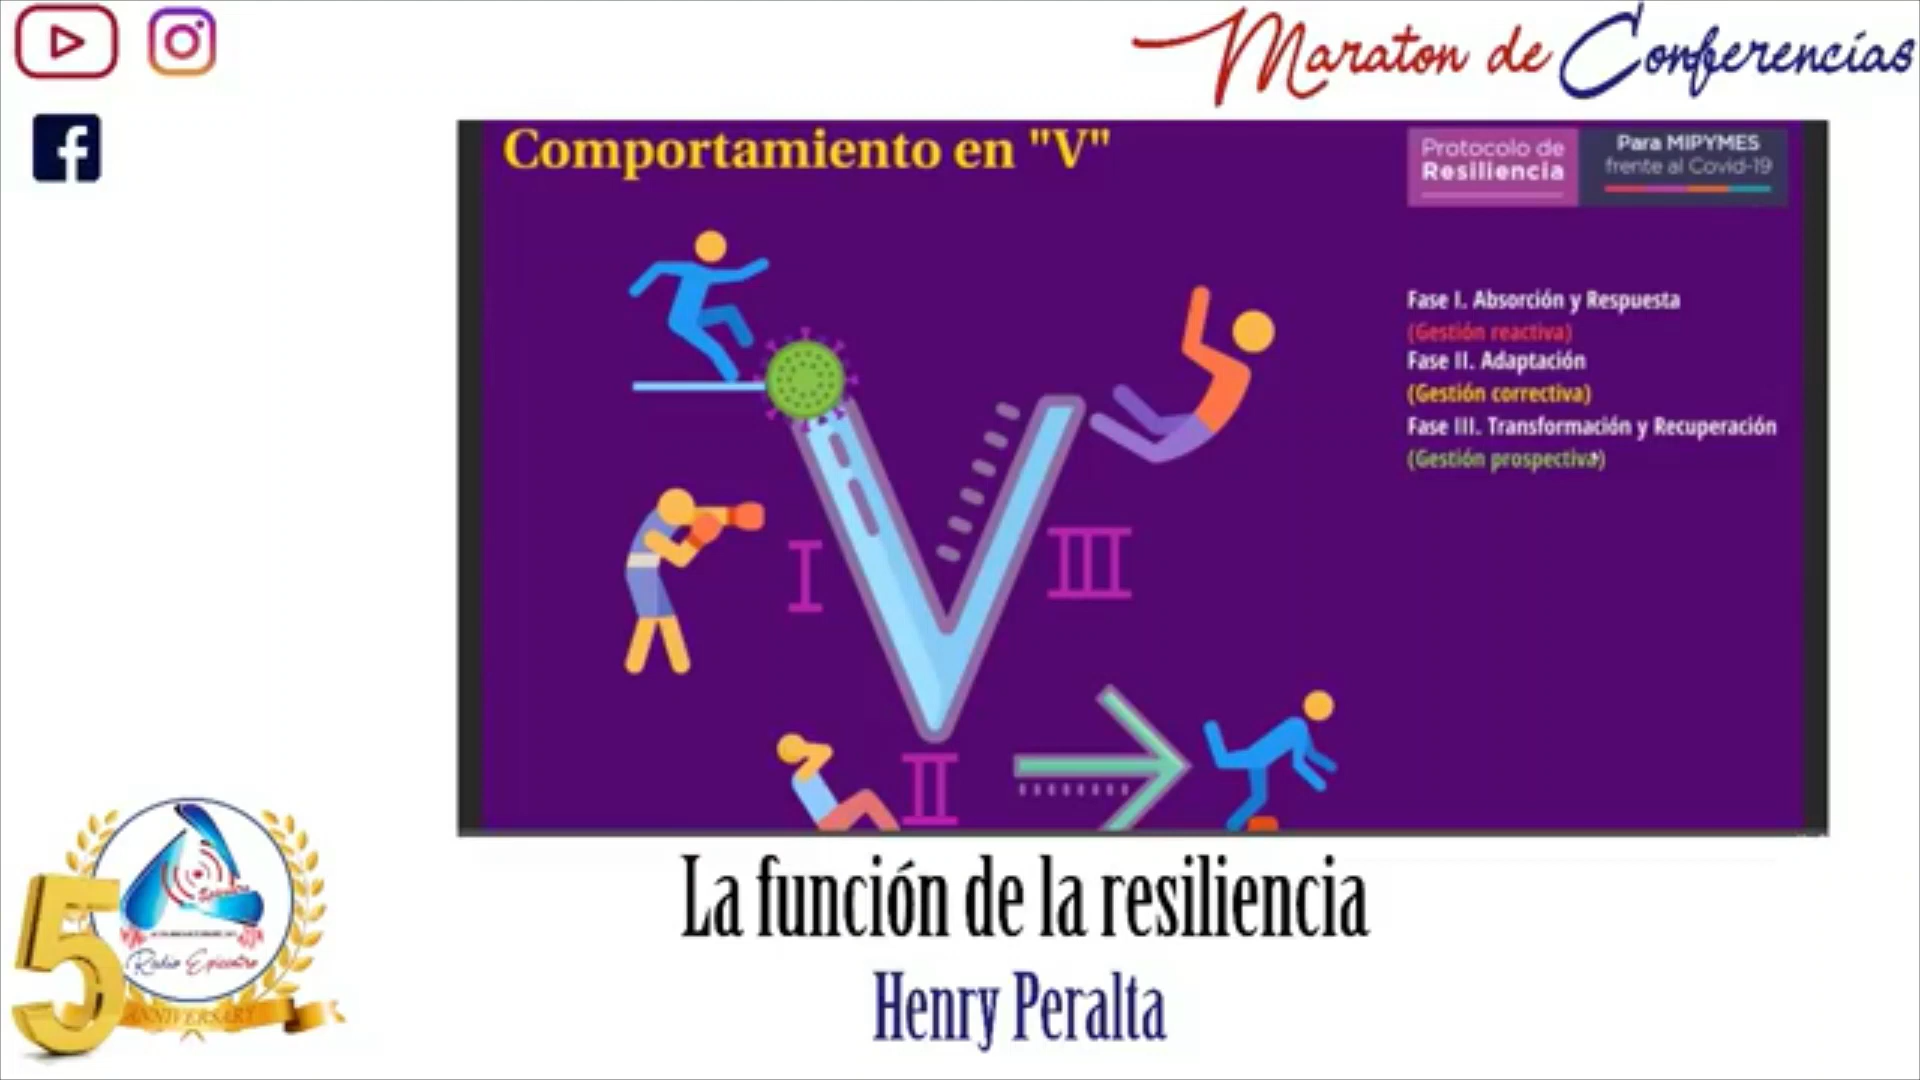 Maraton de Conferencias
Comportamiento en "V"
Protocolo de
Resiliencia
Para MIPYMES
frente al Covid-19
Fase I. Absorción y Respuesta
(Gestión reactiva)
Fase II. Adaptación
(Gestión correctiva)
Fase III. Transformación y Recuperación
(Gestión prospectiva)
I
III
II
5
Radio Epicentro
ANNIVERSARY
La función de la resiliencia
Henry Peralta